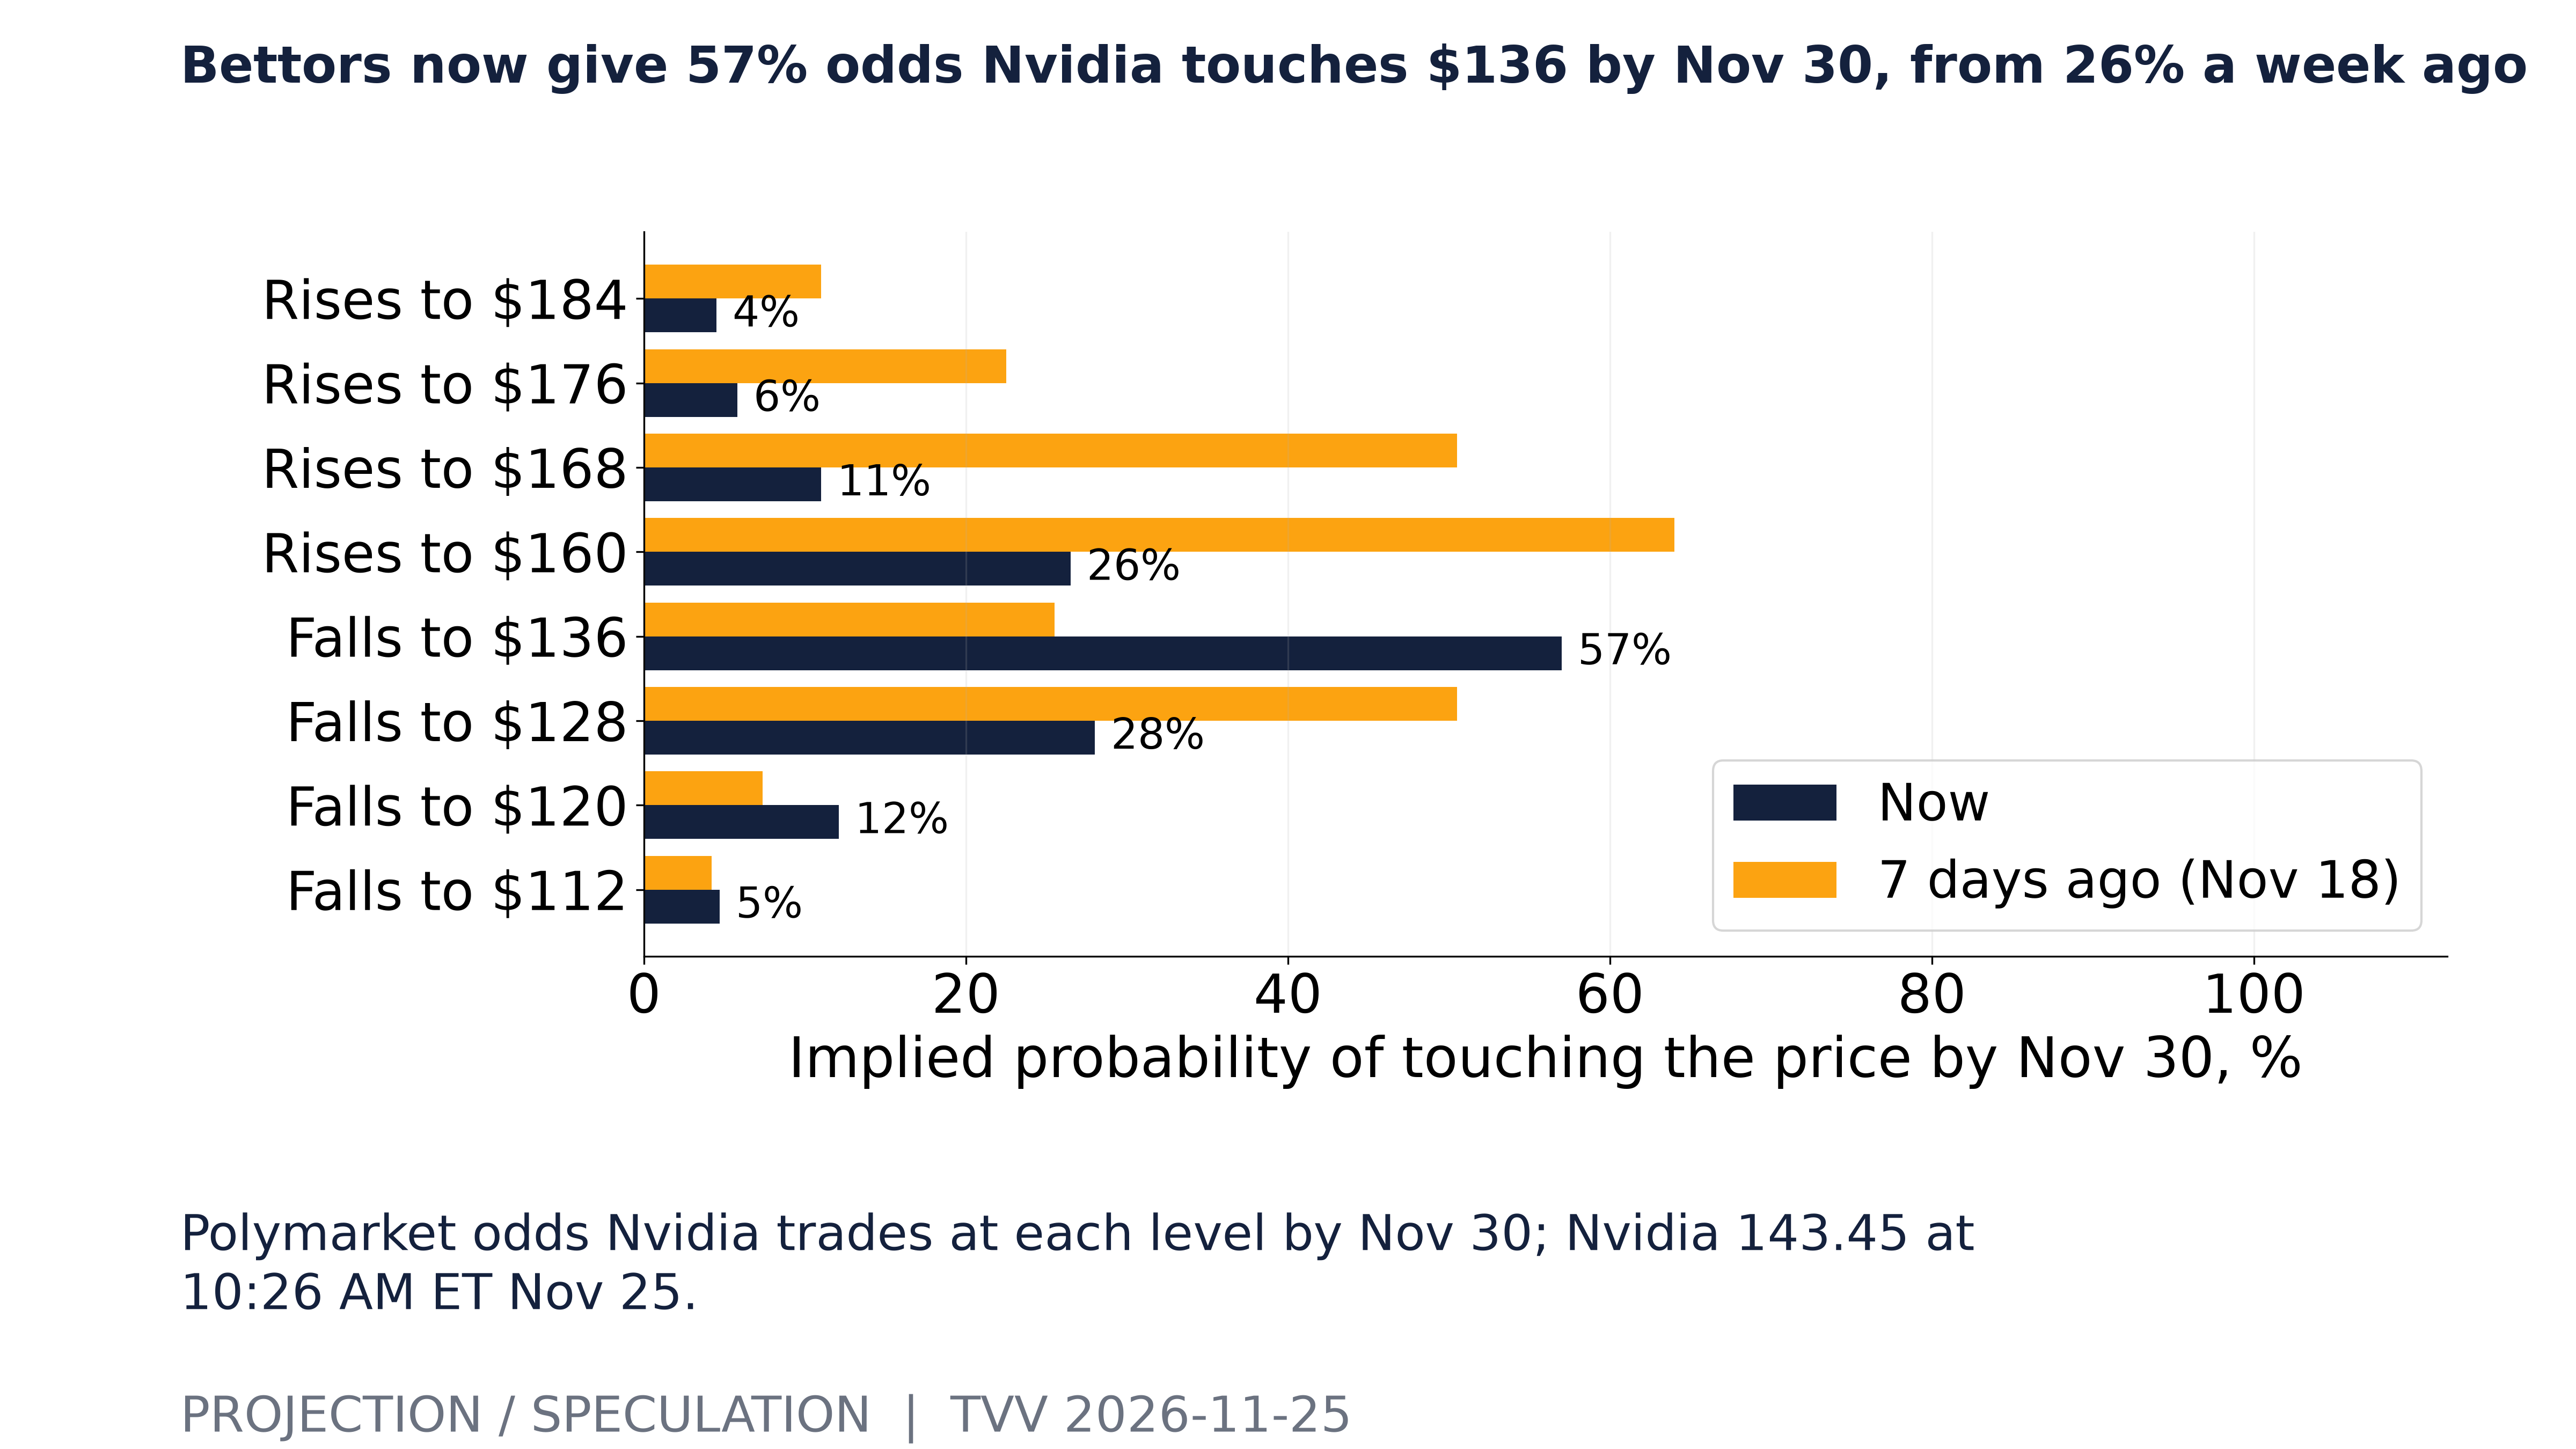 Bettors now give 57% odds Nvidia touches $136 by Nov 30, from 26% a week ago
Rises to $184
4%
Rises to $176
6%
Rises to $168
11%
Rises to $160
26%
Falls to $136
57%
Falls to $128
28%
Falls to $120
12%
Falls to $112
5%
Now
7 days ago (Nov 18)
0 20 40 60 80 100
Implied probability of touching the price by Nov 30, %
Polymarket odds Nvidia trades at each level by Nov 30; Nvidia 143.45 at
10:26 AM ET Nov 25.
PROJECTION / SPECULATION | TVV 2026-11-25